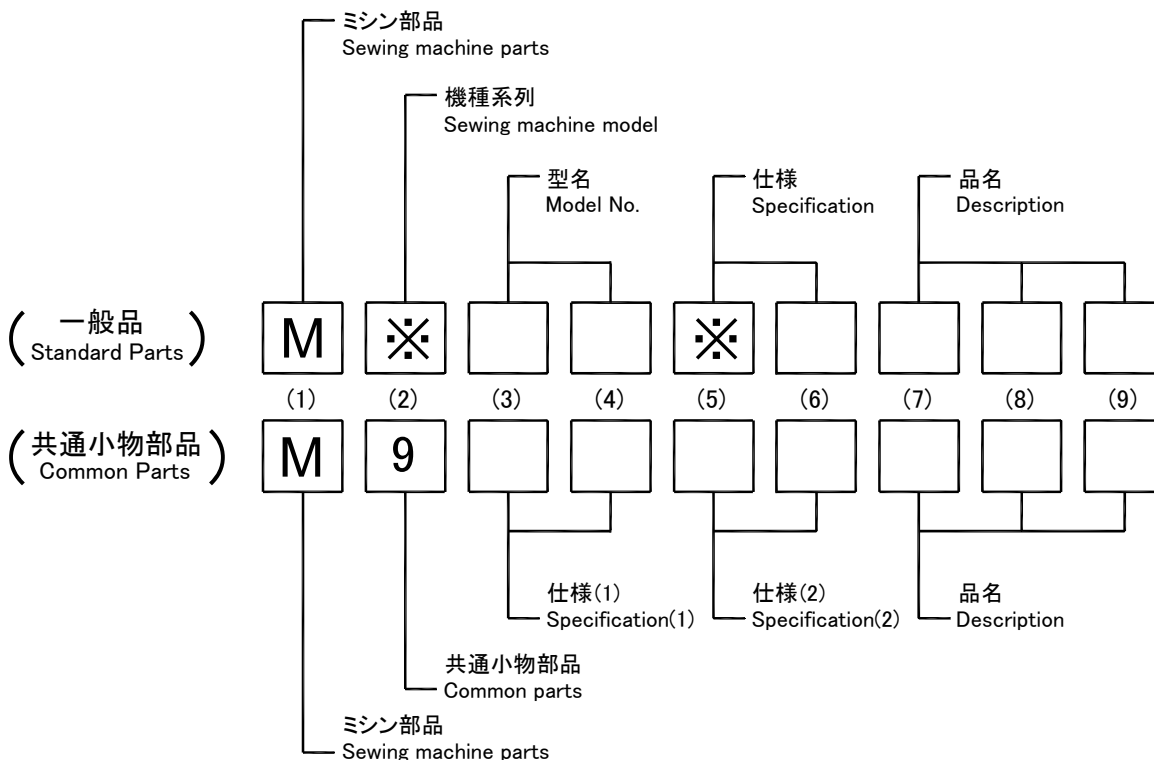 ミシン部品
Sewing machine parts
機種系列
Sewing machine model
型名
Model No.
仕様
Specification
品名
Description
(一般品
Standard Parts)
M ※ ※
(1) (2) (3) (4) (5) (6) (7) (8) (9)
(共通小物部品
Common Parts)
M 9
仕様(1)
Specification(1)
仕様(2)
Specification(2)
品名
Description
共通小物部品
Common parts
ミシン部品
Sewing machine parts